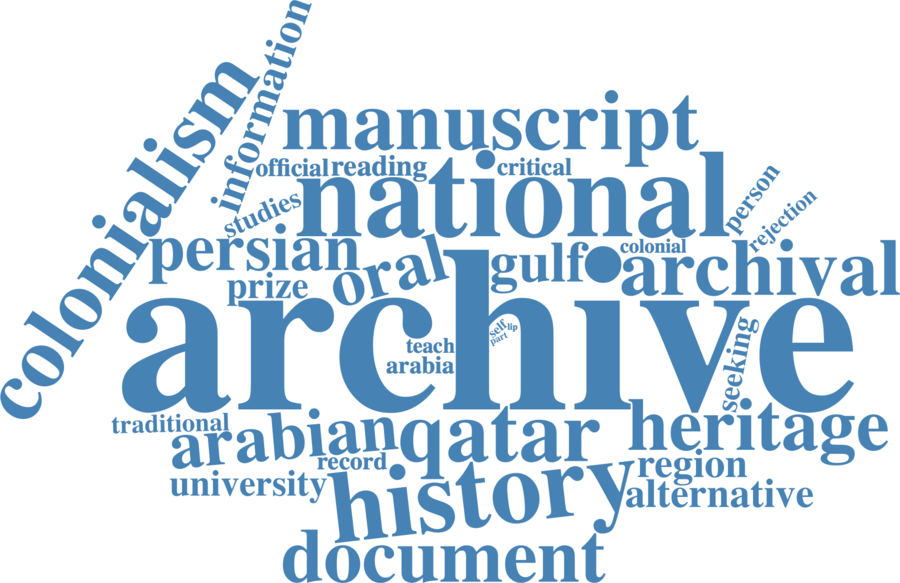 colonialism
information
manuscript
official
reading
critical
national
person
rejection
studies
persian
oral
gulf
colonial
archival
prize
archive
self
lip
part
teach
arabia
seeking
traditional
arabian
qatar
heritage
record
region
university
history
alternative
document